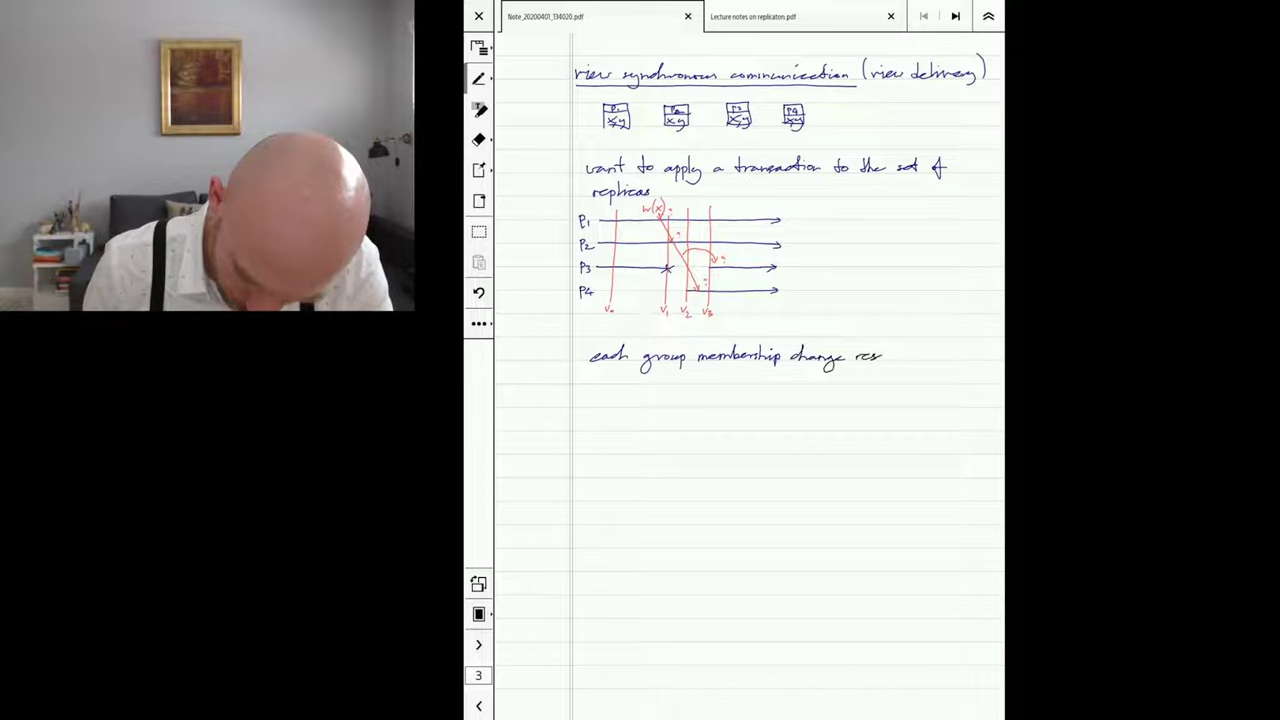 Note_20200401_134020.pdf
Lecture notes on replicaton.pdf
view synchronous communication (view delivery)
P1 P2 P3 P4
x,y x,y x,y x,y
want to apply a transaction to the set of
replicas
w(x)
P1
P2
P3
P4
V0 V1 V2 V3
each group membership change res
3